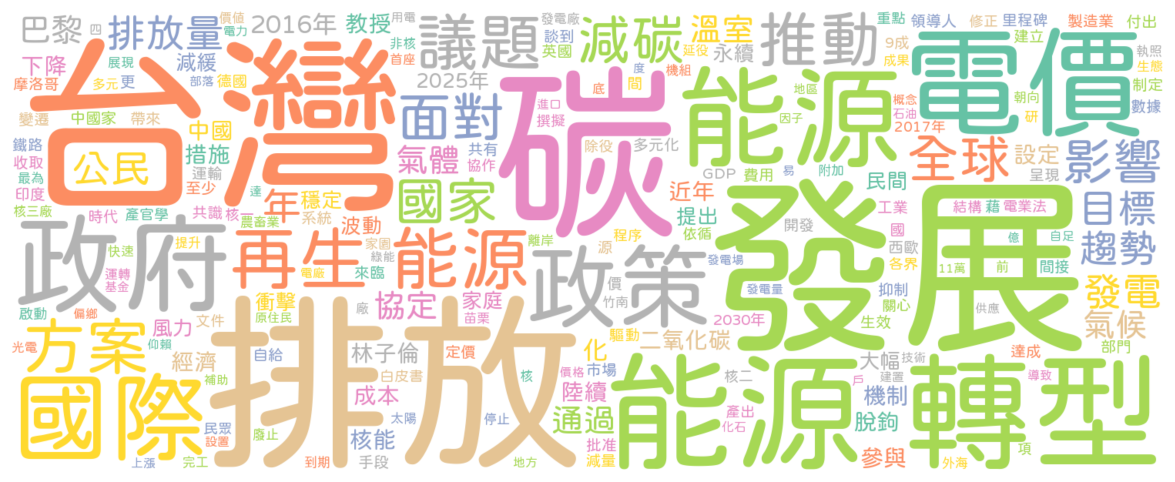 巴黎
四
排放量
價值
電力
2016年
教授
用電
非核
首座
議題
發電廠
談到
英國
減碳
延役
溫室
永續
推動
重點
9成
成果
領導人
修正
里程碑
建立
製造業
付出
執照
生態
下降
摩洛哥
展現
多元
更
減緩
部落
德國
台灣
2025年
進口
撰擬
碳
底
間
度
機組
能源
地區
因子
概念
石油
2017年
電價
朝向
研
制定
數據
變遷
中國家
帶來
中國
鐵路
收取
最為
印度
公民
措施
運輸
至少
面對
氣體
共有
協作
除役
多元化
GDP
費用
易
附加
全球
設定
呈現
影響
核三廠
時代
產官學
共識
核一
達
農畜業
年
穩定
系統
波動
國家
近年
提出
依循
民間
開發
工業
國
西歐
各界
結構
藉
電業法
億
自足
11萬
前
間接
目標
趨勢
政府
快速
提升
運轉
基金
再生
能源
家園
綠能
電廠
來臨
離岸
源
程序
政策
價
竹南
發電場
發電量
發展
抑制
關心
生效
供應
發電
氣候
部門
啟動
偏鄉
仰賴
風力
文件
衝擊
原住民
廠
協定
家庭
苗栗
排放
驅動
二氧化碳
2030年
方案
光電
經濟
補助
自給
林子倫
白皮書
成本
定價
核
化
市場
價格
陸續
核二
大幅
技術
建置
戶
機制
達成
導致
國際
民眾
設置
廢止
太陽
核能
停止
通過
批准
減量
產出
化石
能源
脫鉤
參與
轉型
項
上漲
完工
到期
手段
地方
外海